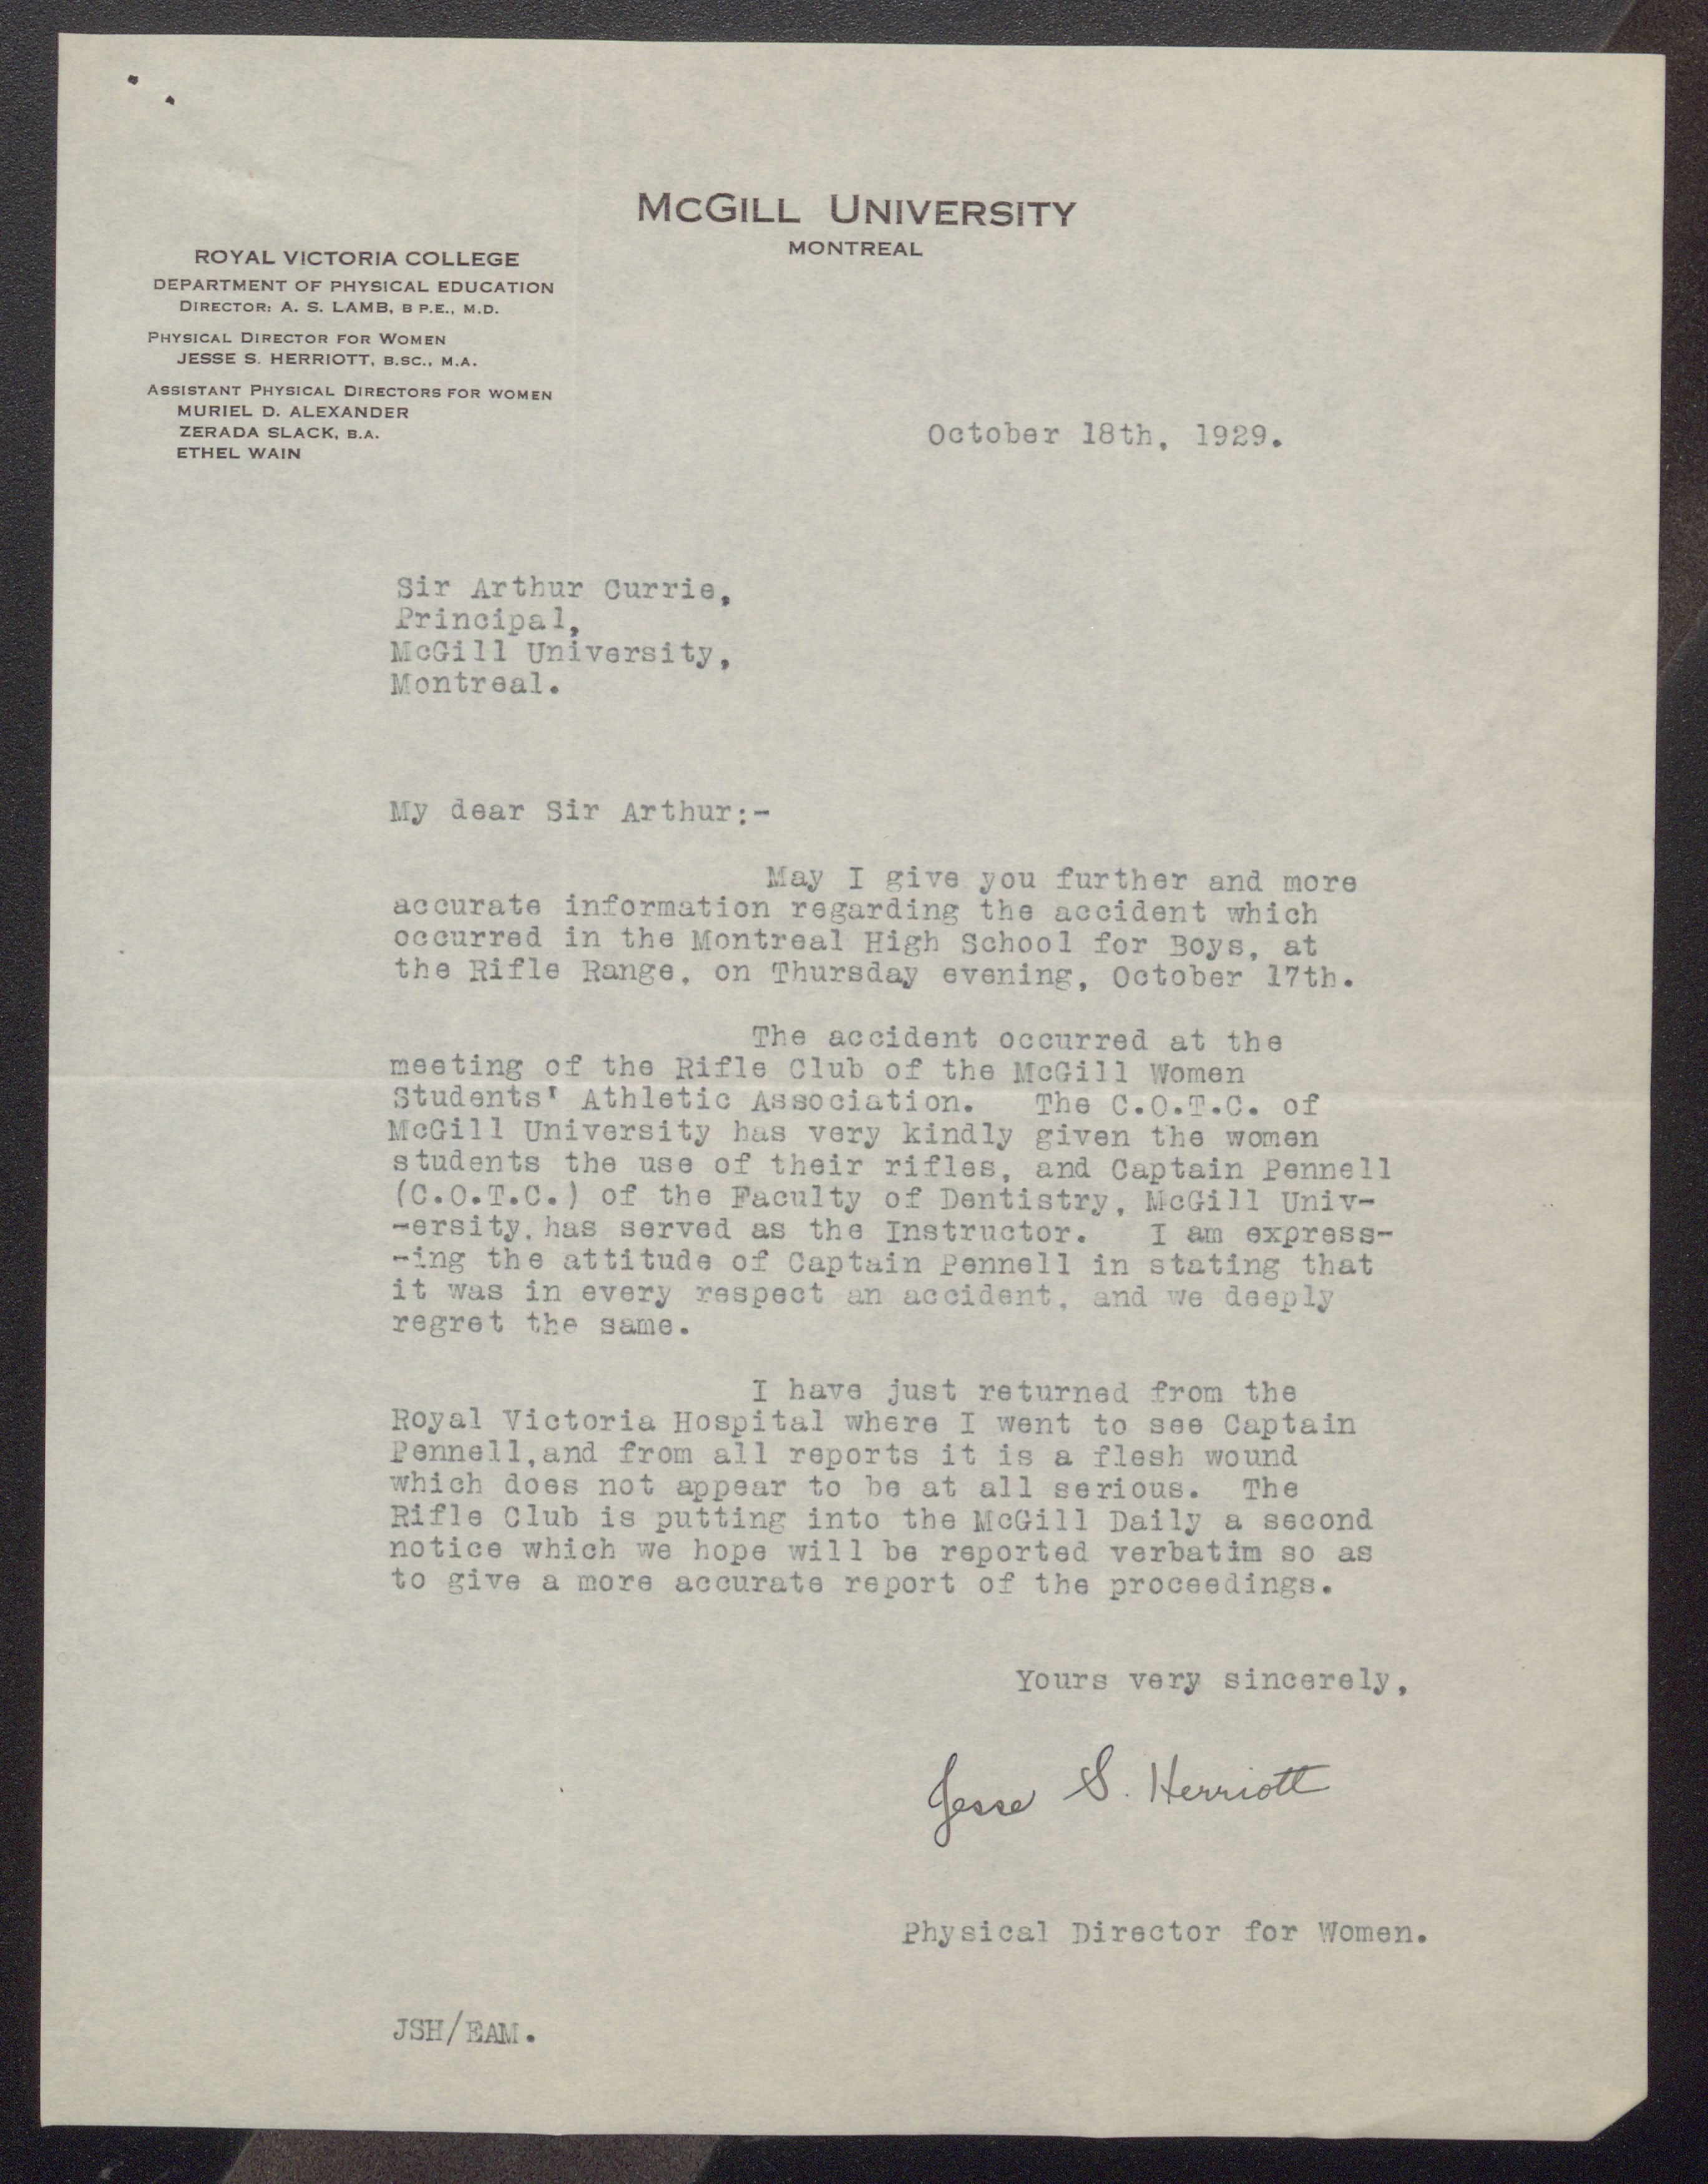 McGill University
MONTREAL
ROYAL VICTORIA COLLEGE
DEPARTMENT OF PHYSICAL EDUCATION
Director: A. S. LAMB, B P.E., M.D.
Physical Director for Women
JESSE S. HERRIOTT, B.SC., M.A.
Assistant Physical Directors for women
MURIEL D. ALEXANDER
ZERADA SLACK, B.A.
ETHEL WAIN
October 18th, 1929.
Sir Arthur Currie,
Principal,
McGill University,
Montreal.
My dear Sir Arthur:-
May I give you further and more
accurate information regarding the accident which
occurred in the Montreal High School for Boys, at
the Rifle Range, on Thursday evening, October 17th.
The accident occurred at the
meeting of the Rifle Club of the McGill Women
Students' Athletic Association. The C.O.T.C. of
McGill University has very kindly given the women
students the use of their rifles, and Captain Pennell
(C.O.T.C.) of the Faculty of Dentistry, McGill Univ-
-ersity, has served as the Instructor. I am express-
-ing the attitude of Captain Pennell in stating that
it was in every respect an accident, and we deeply
regret the same.
I have just returned from the
Royal Victoria Hospital where I went to see Captain
Pennell, and from all reports it is a flesh wound
which does not appear to be at all serious. The
Rifle Club is putting into the McGill Daily a second
notice which we hope will be reported verbatim so as
to give a more accurate report of the proceedings.
Yours very sincerely,
Jesse S. Herriott
Physical Director for Women.
JSH/EAM.